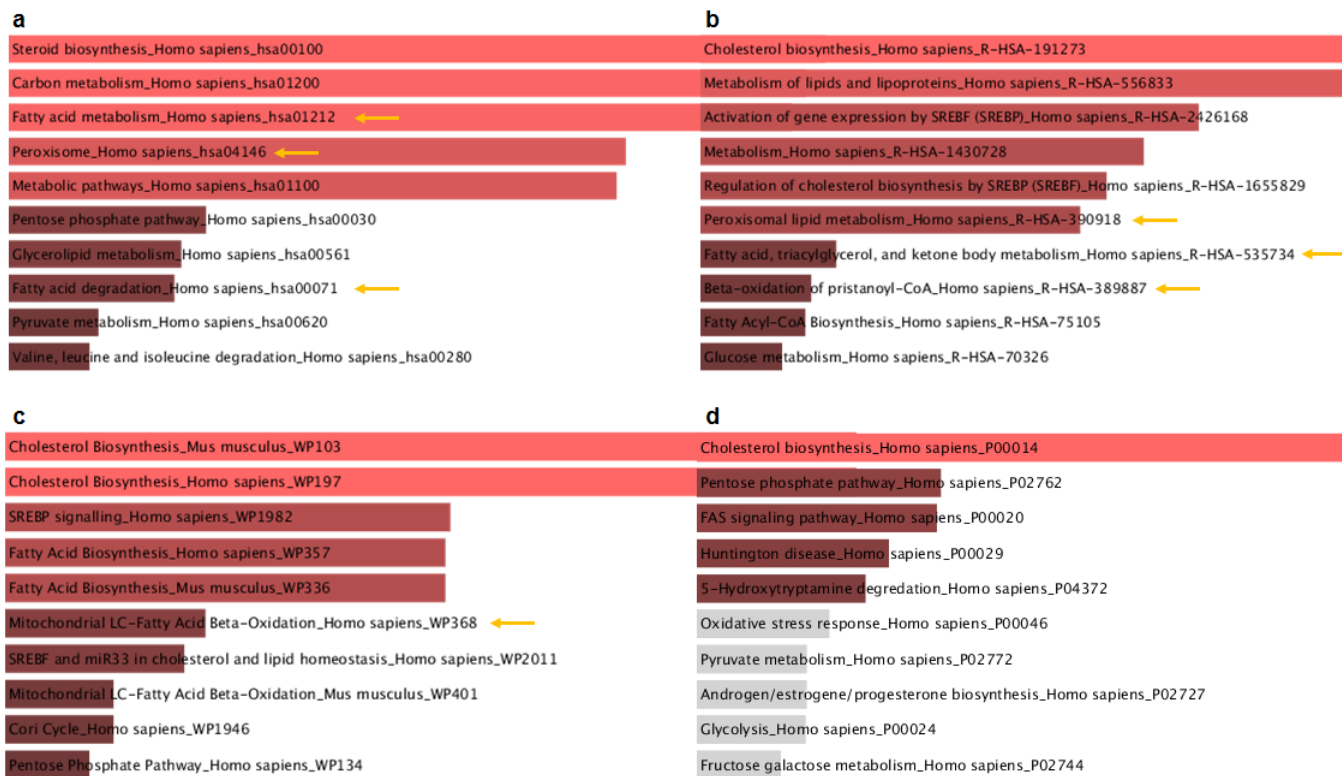 a
Steroid biosynthesis_Homo sapiens_hsa00100
Carbon metabolism_Homo sapiens_hsa01200
Fatty acid metabolism_Homo sapiens_hsa01212
Peroxisome_Homo sapiens_hsa04146
Metabolic pathways_Homo sapiens_hsa01100
Pentose phosphate pathway_Homo sapiens_hsa00030
Glycerolipid metabolism_Homo sapiens_hsa00561
Fatty acid degradation_Homo sapiens_hsa00071
Pyruvate metabolism_Homo sapiens_hsa00620
Valine, leucine and isoleucine degradation_Homo sapiens_hsa00280
b
Cholesterol biosynthesis_Homo sapiens_R-HSA-191273
Metabolism of lipids and lipoproteins_Homo sapiens_R-HSA-556833
Activation of gene expression by SREBF (SREBP)_Homo sapiens_R-HSA-2426168
Metabolism_Homo sapiens_R-HSA-1430728
Regulation of cholesterol biosynthesis by SREBP (SREBF)_Homo sapiens_R-HSA-1655829
Peroxisomal lipid metabolism_Homo sapiens_R-HSA-390918
Fatty acid, triacylglycerol, and ketone body metabolism_Homo sapiens_R-HSA-535734
Beta-oxidation of pristanoyl-CoA_Homo sapiens_R-HSA-389887
Fatty Acyl-CoA Biosynthesis_Homo sapiens_R-HSA-75105
Glucose metabolism_Homo sapiens_R-HSA-70326
c
Cholesterol Biosynthesis_Mus musculus_WP103
Cholesterol Biosynthesis_Homo sapiens_WP197
SREBP signalling_Homo sapiens_WP1982
Fatty Acid Biosynthesis_Homo sapiens_WP357
Fatty Acid Biosynthesis_Mus musculus_WP336
Mitochondrial LC-Fatty Acid Beta-Oxidation_Homo sapiens_WP368
SREBF and miR33 in cholesterol and lipid homeostasis_Homo sapiens_WP2011
Mitochondrial LC-Fatty Acid Beta-Oxidation_Mus musculus_WP401
Cori Cycle_Homo sapiens_WP1946
Pentose Phosphate Pathway_Homo sapiens_WP134
d
Cholesterol biosynthesis_Homo sapiens_P00014
Pentose phosphate pathway_Homo sapiens_P02762
FAS signaling pathway_Homo sapiens_P00020
Huntington disease_Homo sapiens_P00029
5-Hydroxytryptamine degredation_Homo sapiens_P04372
Oxidative stress response_Homo sapiens_P00046
Pyruvate metabolism_Homo sapiens_P02772
Androgen/estrogene/progesterone biosynthesis_Homo sapiens_P02727
Glycolysis_Homo sapiens_P00024
Fructose galactose metabolism_Homo sapiens_P02744